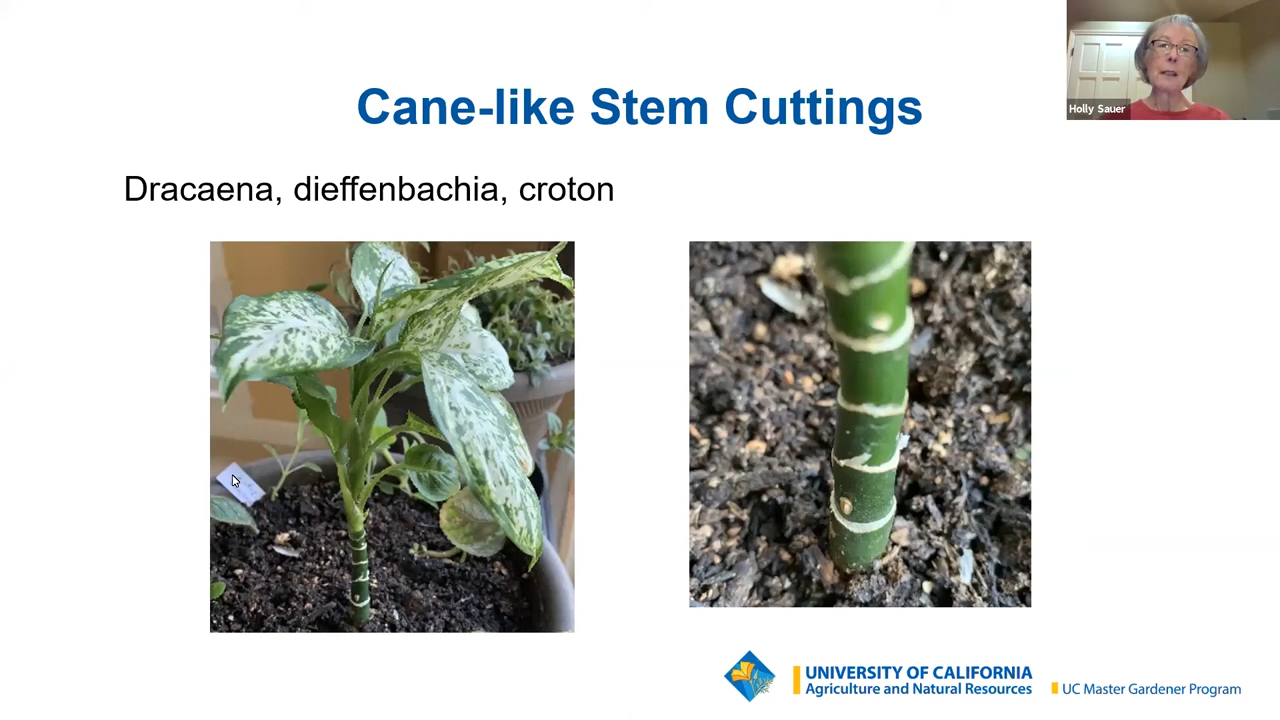 Holly Sauer
Cane-like Stem Cuttings
Dracaena, dieffenbachia, croton
UNIVERSITY OF CALIFORNIA
Agriculture and Natural Resources
UC Master Gardener Program